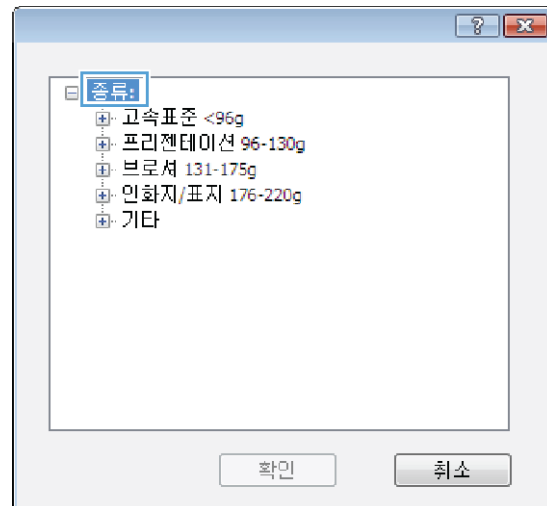 종류:
고속표준 <96g
프리젠테이션 96-130g
브로셔 131-175g
인화지/표지 176-220g
기타
확인
취소